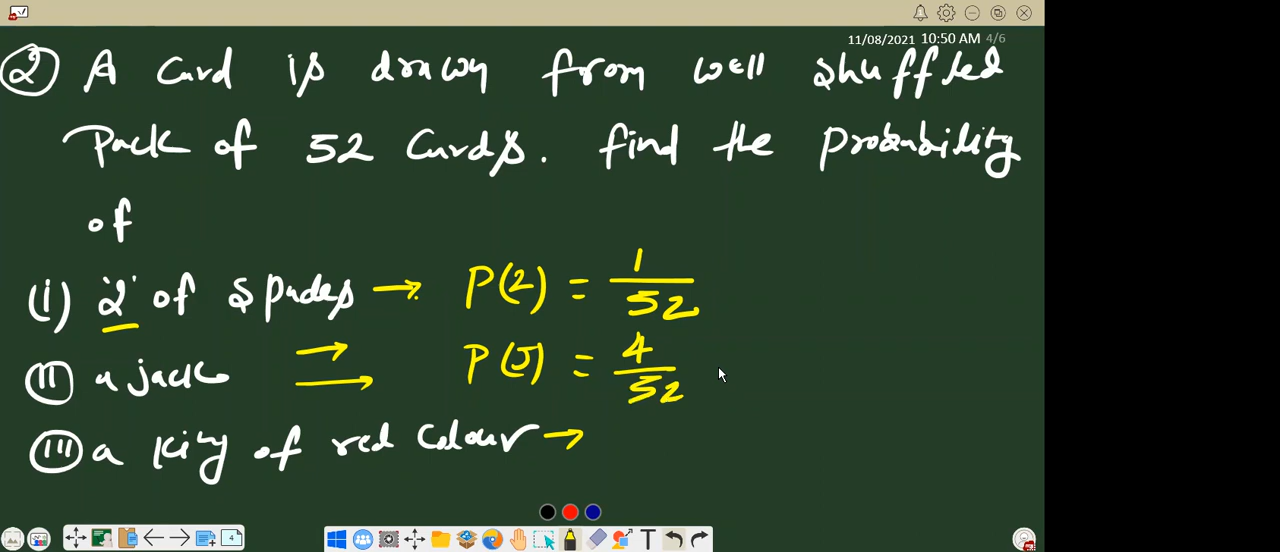 11/08/2021 10:50 AM 4/6
② A Card is drawn from well shuffled
Pack of 52 Cards. find the probability
of
(i) '2' of spades → P(2) = 1/52
(ii) a jack → → P(J) = 4/52
(iii) a king of red colour →
4
T